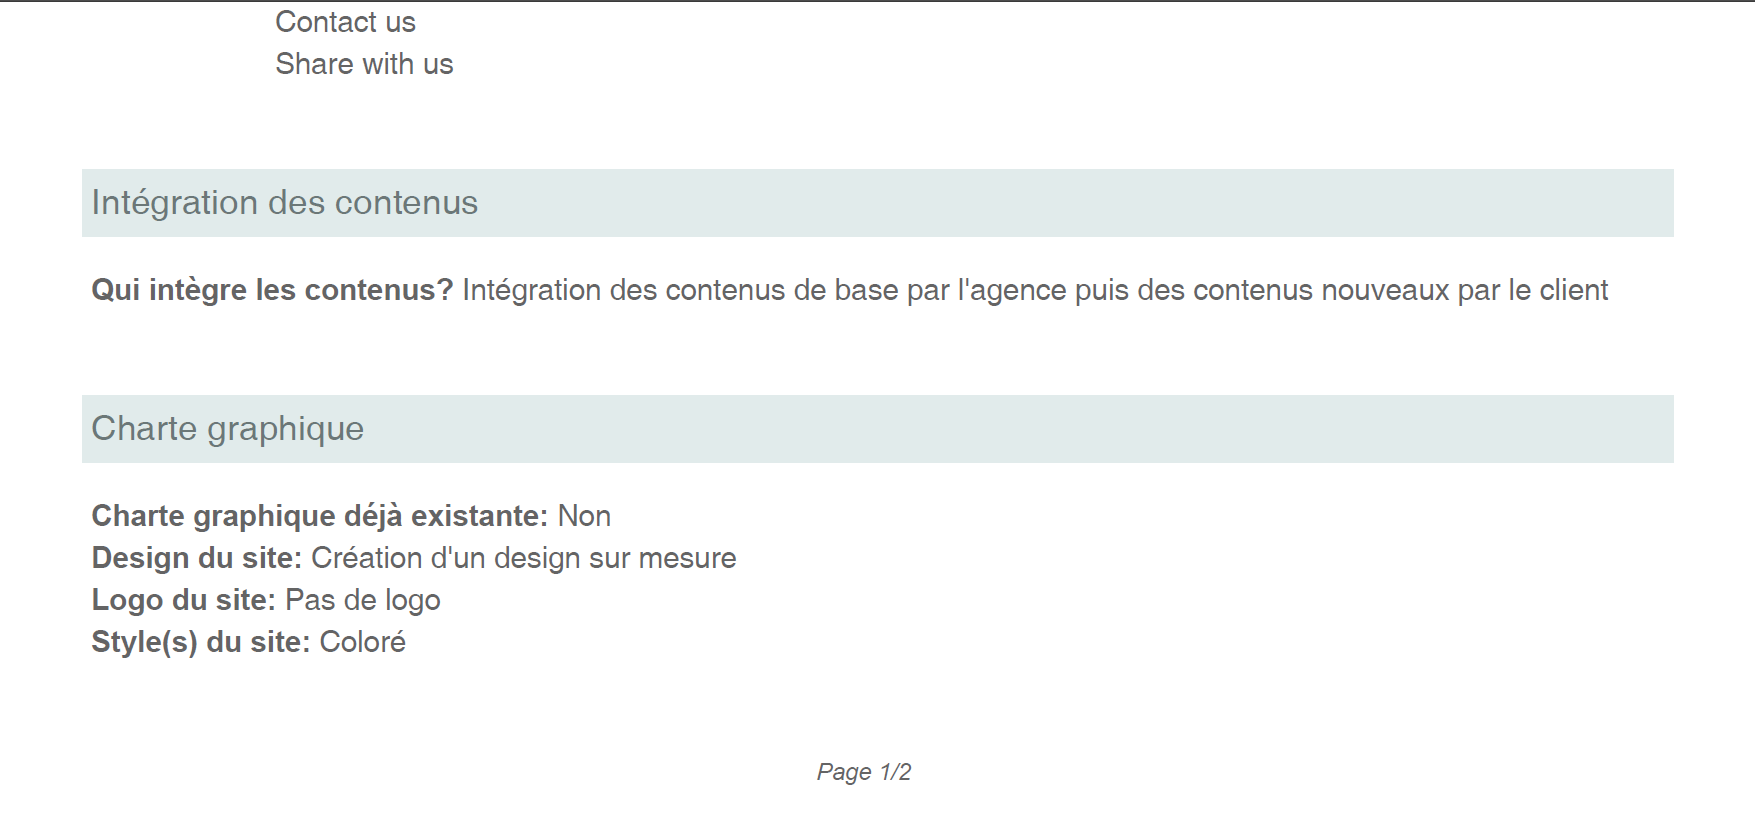 Contact us
Share with us
Intégration des contenus
Qui intègre les contenus? Intégration des contenus de base par l'agence puis des contenus nouveaux par le client
Charte graphique
Charte graphique déjà existante: Non
Design du site: Création d'un design sur mesure
Logo du site: Pas de logo
Style(s) du site: Coloré
Page 1/2